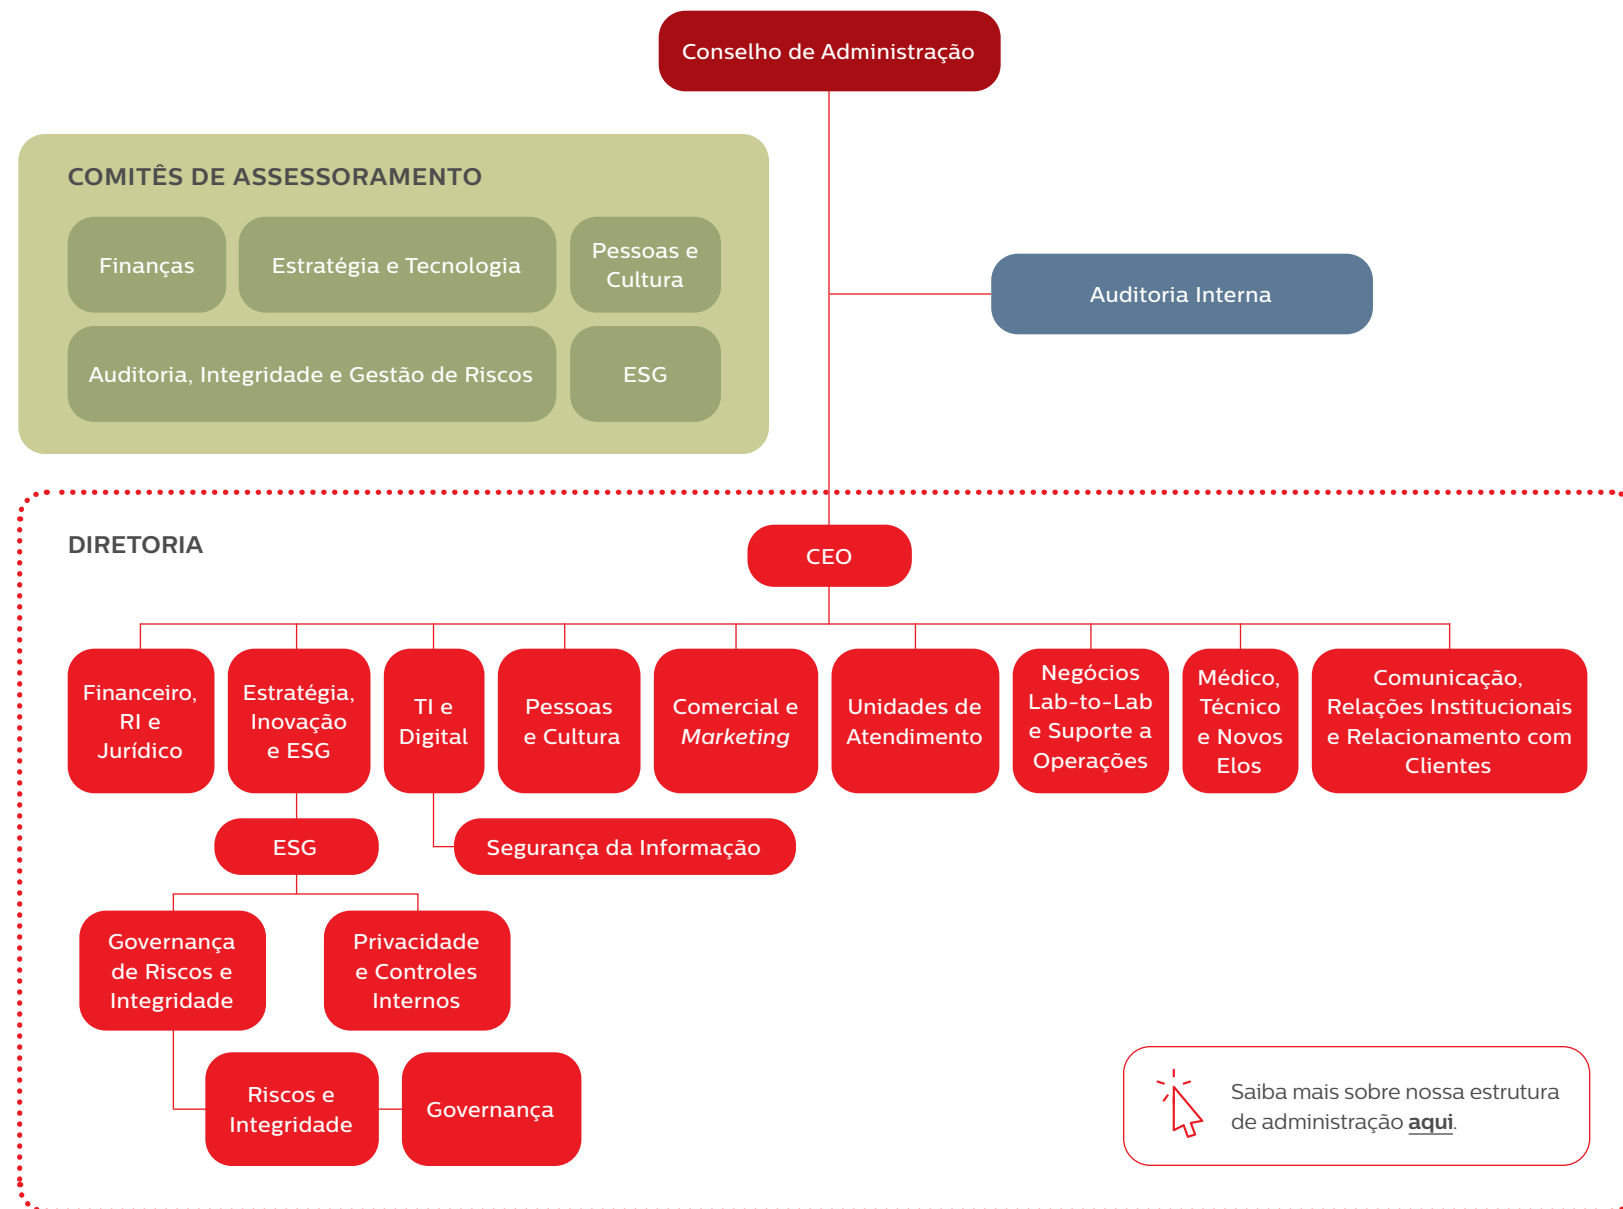 Conselho de Administração
COMITÊS DE ASSESSORAMENTO
Finanças
Estratégia e Tecnologia
Pessoas e
Cultura
Auditoria, Integridade e Gestão de Riscos
ESG
Auditoria Interna
DIRETORIA
CEO
Financeiro,
RI e
Jurídico
Estratégia,
Inovação
e ESG
TI e
Digital
Pessoas
e Cultura
Comercial e
Marketing
Unidades de
Atendimento
Negócios
Lab-to-Lab
e Suporte a
Operações
Médico,
Técnico
e Novos
Elos
Comunicação,
Relações Institucionais
e Relacionamento com
Clientes
ESG
Segurança da Informação
Governança
de Riscos e
Integridade
Privacidade
e Controles
Internos
Riscos e
Integridade
Governança
Saiba mais sobre nossa estrutura
de administração aqui.